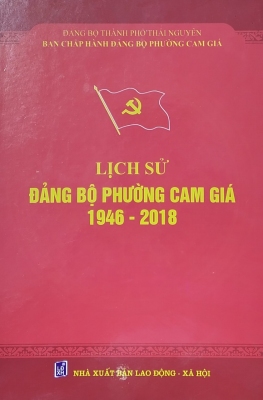 ĐẢNG BỘ THÀNH PHỐ THÁI NGUYÊN
BAN CHẤP HÀNH ĐẢNG BỘ PHƯỜNG CAM GIÁ
LỊCH SỬ
ĐẢNG BỘ PHƯỜNG CAM GIÁ
1946 - 2018
NHÀ XUẤT BẢN LAO ĐỘNG - XÃ HỘI